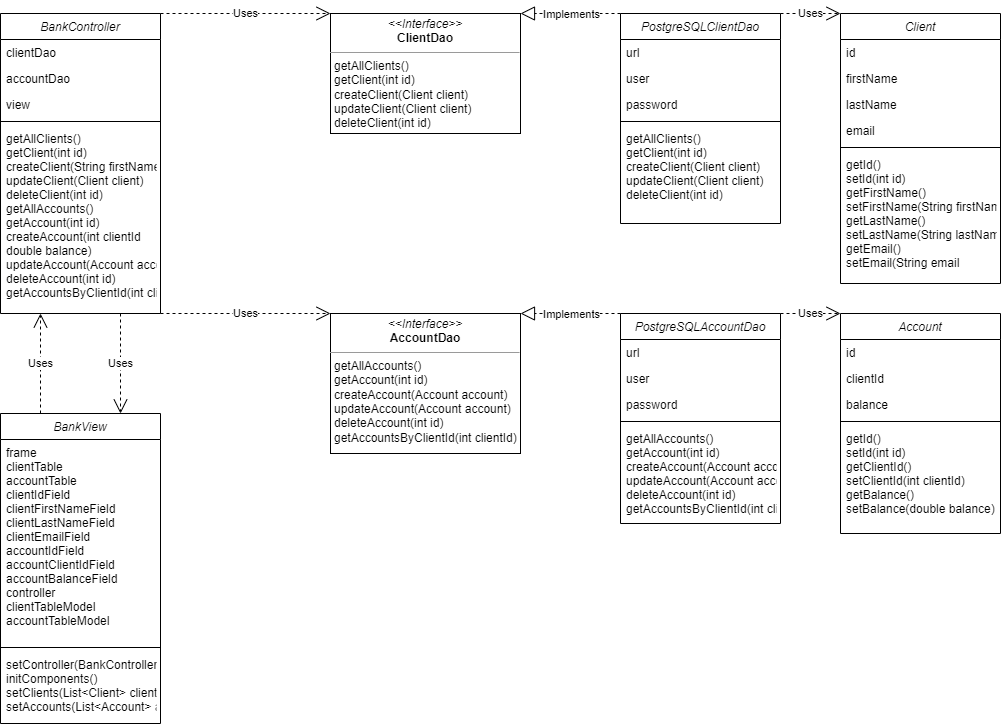 BankController
clientDao
accountDao
view
getAllClients()
getClient(int id)
createClient(String firstName
updateClient(Client client)
deleteClient(int id)
getAllAccounts()
getAccount(int id)
createAccount(int clientId
double balance)
updateAccount(Account acc
deleteAccount(int id)
getAccountsByClientId(int cli
Uses
<<Interface>>
ClientDao
getAllClients()
getClient(int id)
createClient(Client client)
updateClient(Client client)
deleteClient(int id)
Implements
PostgreSQLClientDao
url
user
password
getAllClients()
getClient(int id)
createClient(Client client)
updateClient(Client client)
deleteClient(int id)
Uses
Client
id
firstName
lastName
email
getId()
setId(int id)
getFirstName()
setFirstName(String firstNam
getLastName()
setLastName(String lastNam
getEmail()
setEmail(String email
Uses
<<Interface>>
AccountDao
getAllAccounts()
getAccount(int id)
createAccount(Account account)
updateAccount(Account account)
deleteAccount(int id)
getAccountsByClientId(int clientId)
Implements
PostgreSQLAccountDao
url
user
password
getAllAccounts()
getAccount(int id)
createAccount(Account acco
updateAccount(Account acc
deleteAccount(int id)
getAccountsByClientId(int cli
Uses
Account
id
clientId
balance
getId()
setId(int id)
getClientId()
setClientId(int clientId)
getBalance()
setBalance(double balance)
Uses
Uses
BankView
frame
clientTable
accountTable
clientIdField
clientFirstNameField
clientLastNameField
clientEmailField
accountIdField
accountClientIdField
accountBalanceField
controller
clientTableModel
accountTableModel
setController(BankController
initComponents()
setClients(List<Client> client
setAccounts(List<Account> a